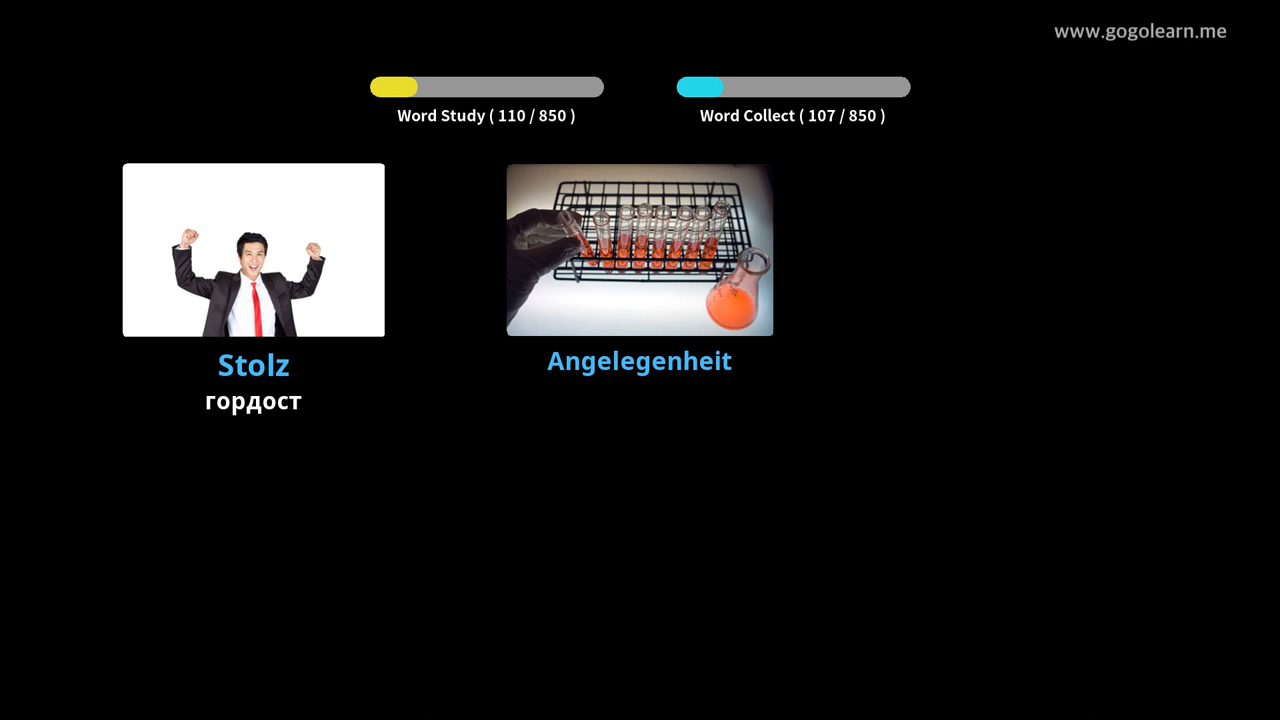 www.gogolearn.me
Word Study ( 110 / 850 )
Word Collect ( 107 / 850 )
Stolz
гордост
Angelegenheit